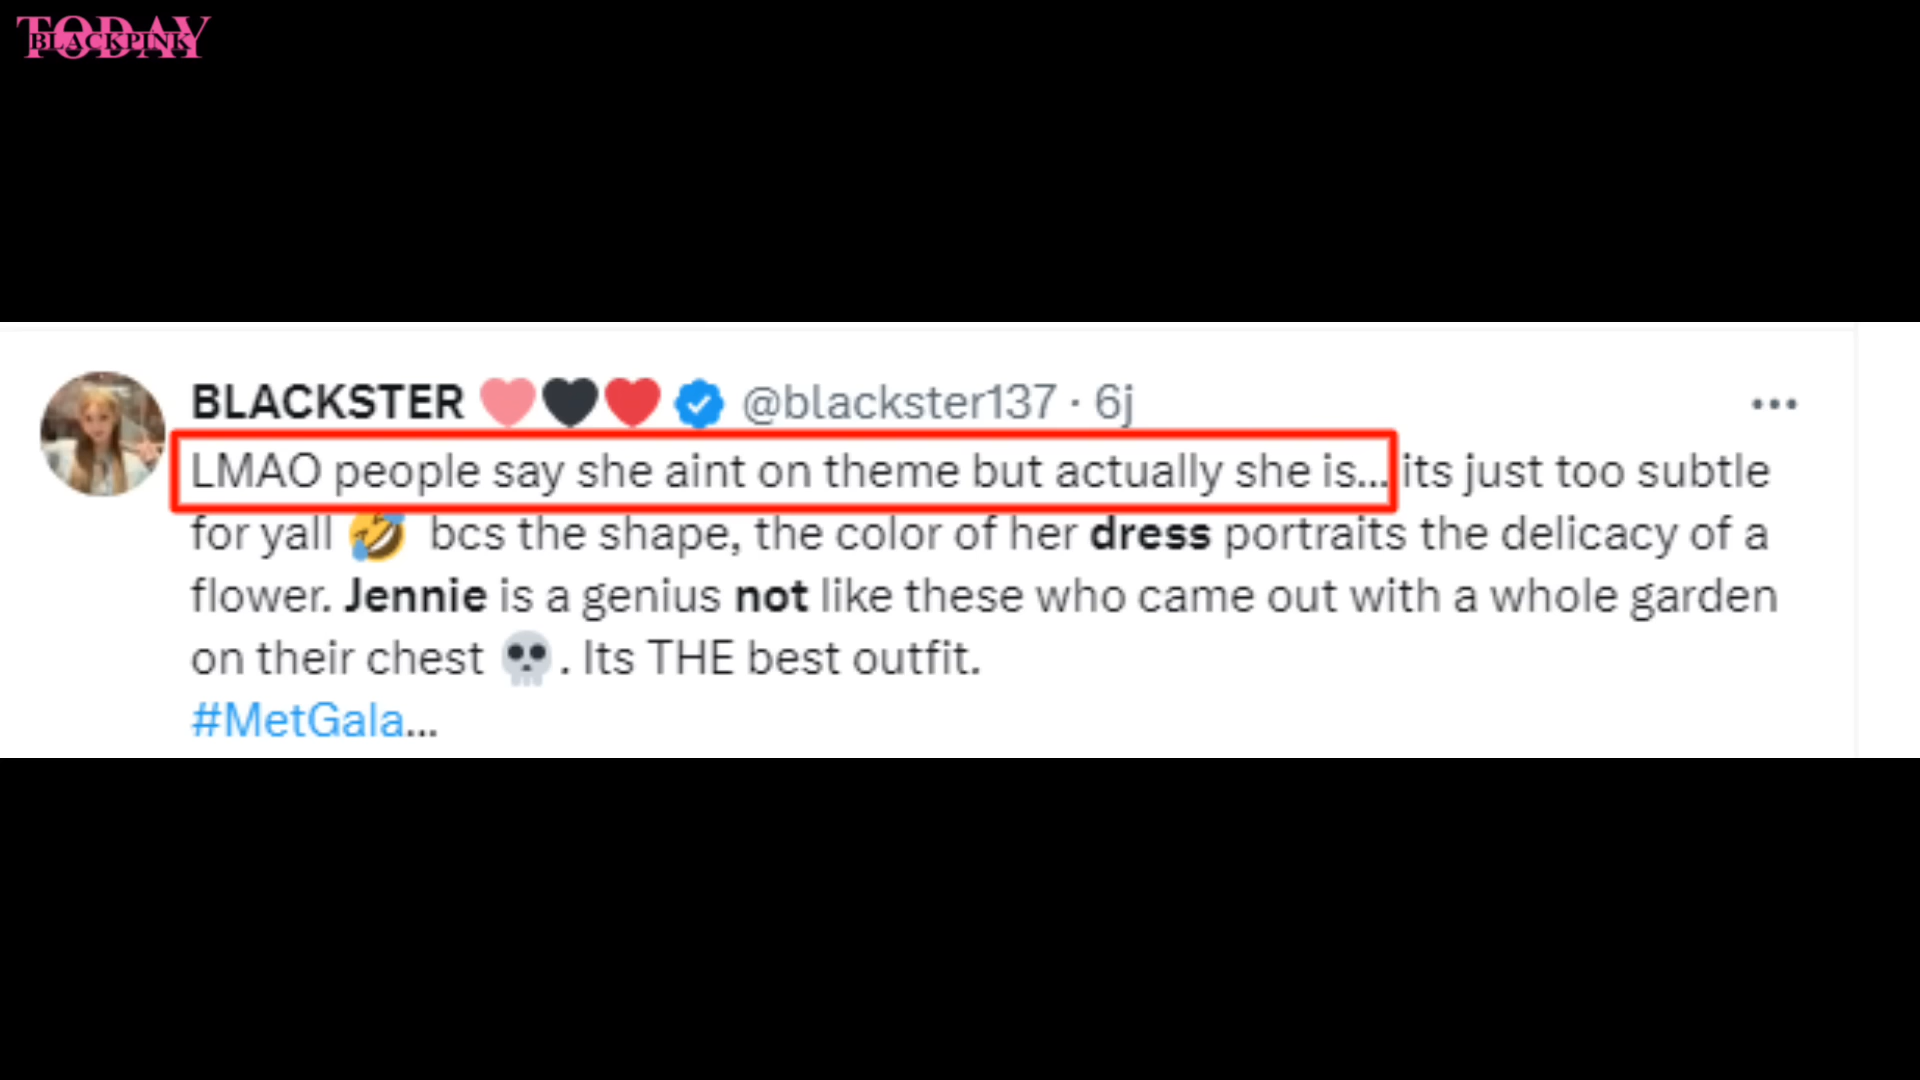 TODAY
BLACKPINK
BLACKSTER 🩷🖤❤️ @blackster137 · 6j
LMAO people say she aint on theme but actually she is... its just too subtle
for yall 🤣 bcs the shape, the color of her dress portraits the delicacy of a
flower. Jennie is a genius not like these who came out with a whole garden
on their chest 💀. Its THE best outfit.
#MetGala...